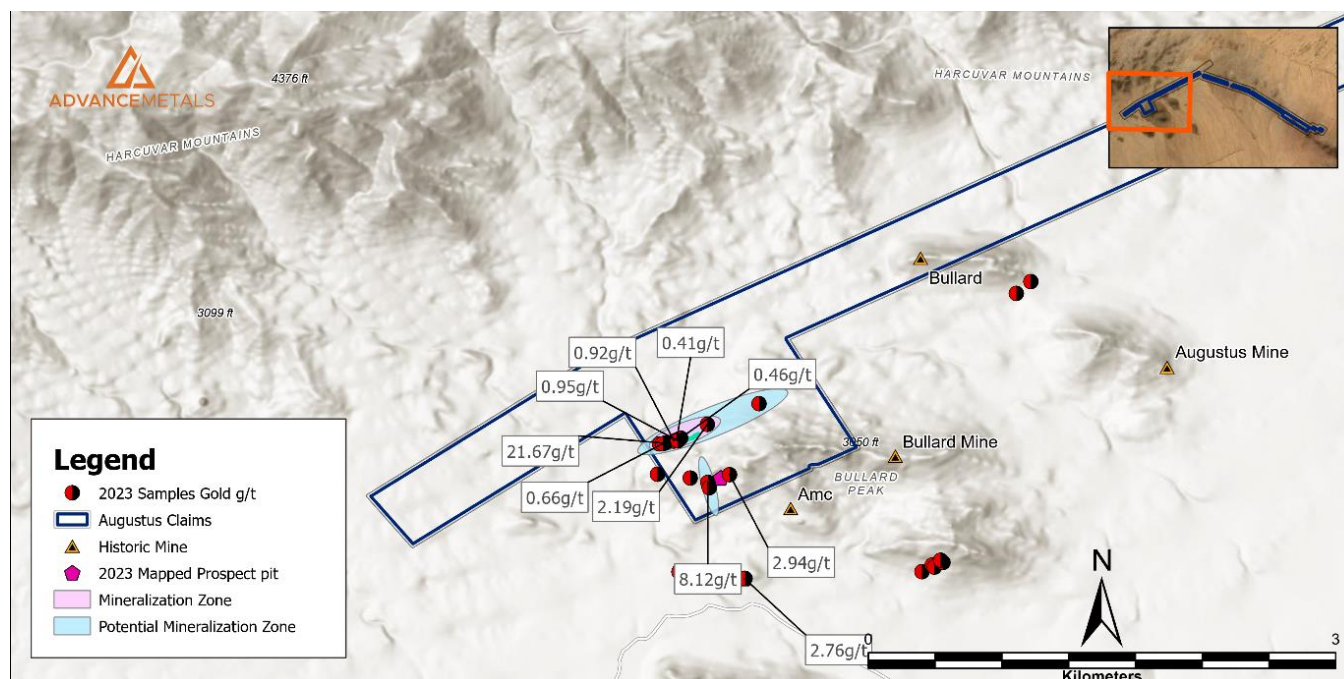 ADVANCEMETALS
4376 ft
HARCUVAR MOUNTAINS
HARCUVAR MOUNTAINS
3099 ft
Bullard
Augustus Mine
0.92g/t
0.41g/t
0.95g/t
0.46g/t
21.67g/t
0.66g/t
2.19g/t
3050 ft
Bullard Mine
BULLARD
PEAK
Amc
2.94g/t
8.12g/t
2.76g/t
Legend
2023 Samples Gold g/t
Augustus Claims
Historic Mine
2023 Mapped Prospect pit
Mineralization Zone
Potential Mineralization Zone
N
0
3
Kilometers